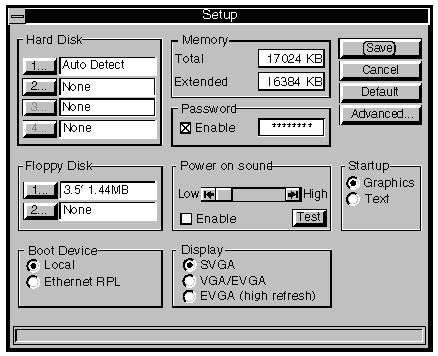 Setup
Hard Disk
1... Auto Detect
2... None
3... None
4... None
Memory
Total 17024 KB
Extended 16384 KB
Password
Enable ********
Save
Cancel
Default
Advanced...
Floppy Disk
1... 3.5' 1.44MB
2... None
Power on sound
Low High
Enable Test
Startup
Graphics
Text
Boot Device
Local
Ethernet RPL
Display
SVGA
VGA/EVGA
EVGA (high refresh)